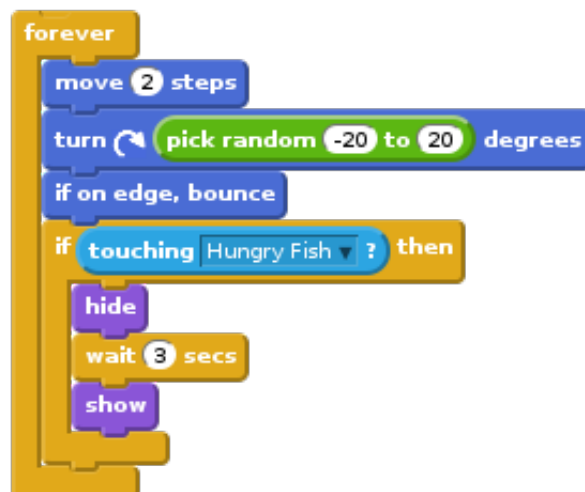 forever
move 2 steps
turn pick random -20 to 20 degrees
if on edge, bounce
if touching Hungry Fish ? then
hide
wait 3 secs
show